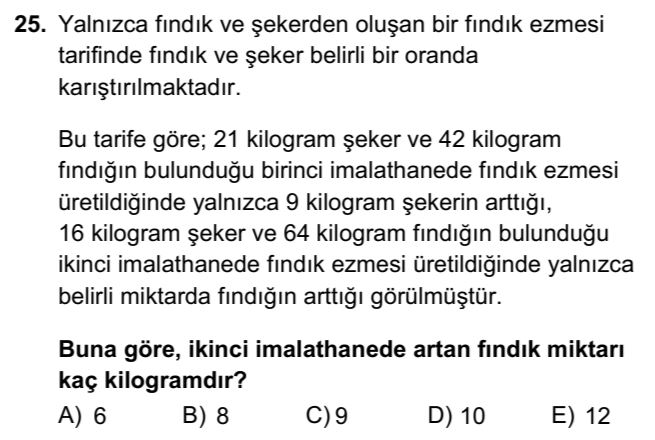 25. Yalnızca fındık ve şekerden oluşan bir fındık ezmesi
tarifinde fındık ve şeker belirli bir oranda
karıştırılmaktadır.
Bu tarife göre; 21 kilogram şeker ve 42 kilogram
fındığın bulunduğu birinci imalathanede fındık ezmesi
üretildiğinde yalnızca 9 kilogram şekerin arttığı,
16 kilogram şeker ve 64 kilogram fındığın bulunduğu
ikinci imalathanede fındık ezmesi üretildiğinde yalnızca
belirli miktarda fındığın arttığı görülmüştür.
Buna göre, ikinci imalathanede artan fındık miktarı
kaç kilogramdır?
A) 6 B) 8 C) 9 D) 10 E) 12